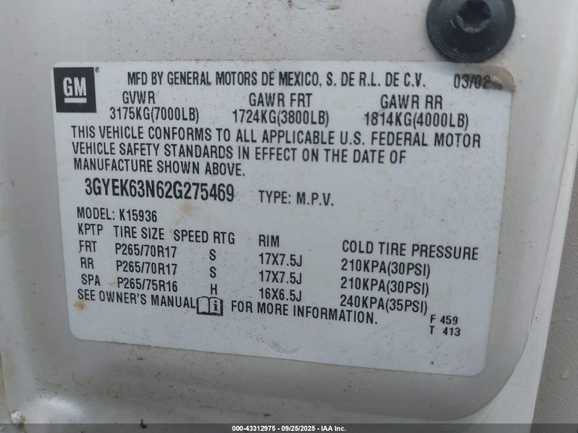 GM
MFD BY GENERAL MOTORS DE MEXICO, S. DE R.L. DE C.V. 03/02
GVWR GAWR FRT GAWR RR
3175KG(7000LB) 1724KG(3800LB) 1814KG(4000LB)
THIS VEHICLE CONFORMS TO ALL APPLICABLE U.S. FEDERAL MOTOR
VEHICLE SAFETY STANDARDS IN EFFECT ON THE DATE OF
MANUFACTURE SHOWN ABOVE.
3GYEK63N62G275469 TYPE: M.P.V.
MODEL: K15936
KPTP TIRE SIZE SPEED RTG RIM COLD TIRE PRESSURE
FRT P265/70R17 S 17X7.5J 210KPA(30PSI)
RR P265/70R17 S 17X7.5J 210KPA(30PSI)
SPA P265/75R16 H 16X6.5J 240KPA(35PSI)
SEE OWNER'S MANUAL FOR MORE INFORMATION.
F 459
T 413
000-43312975 - 09/25/2025 - IAA Inc.